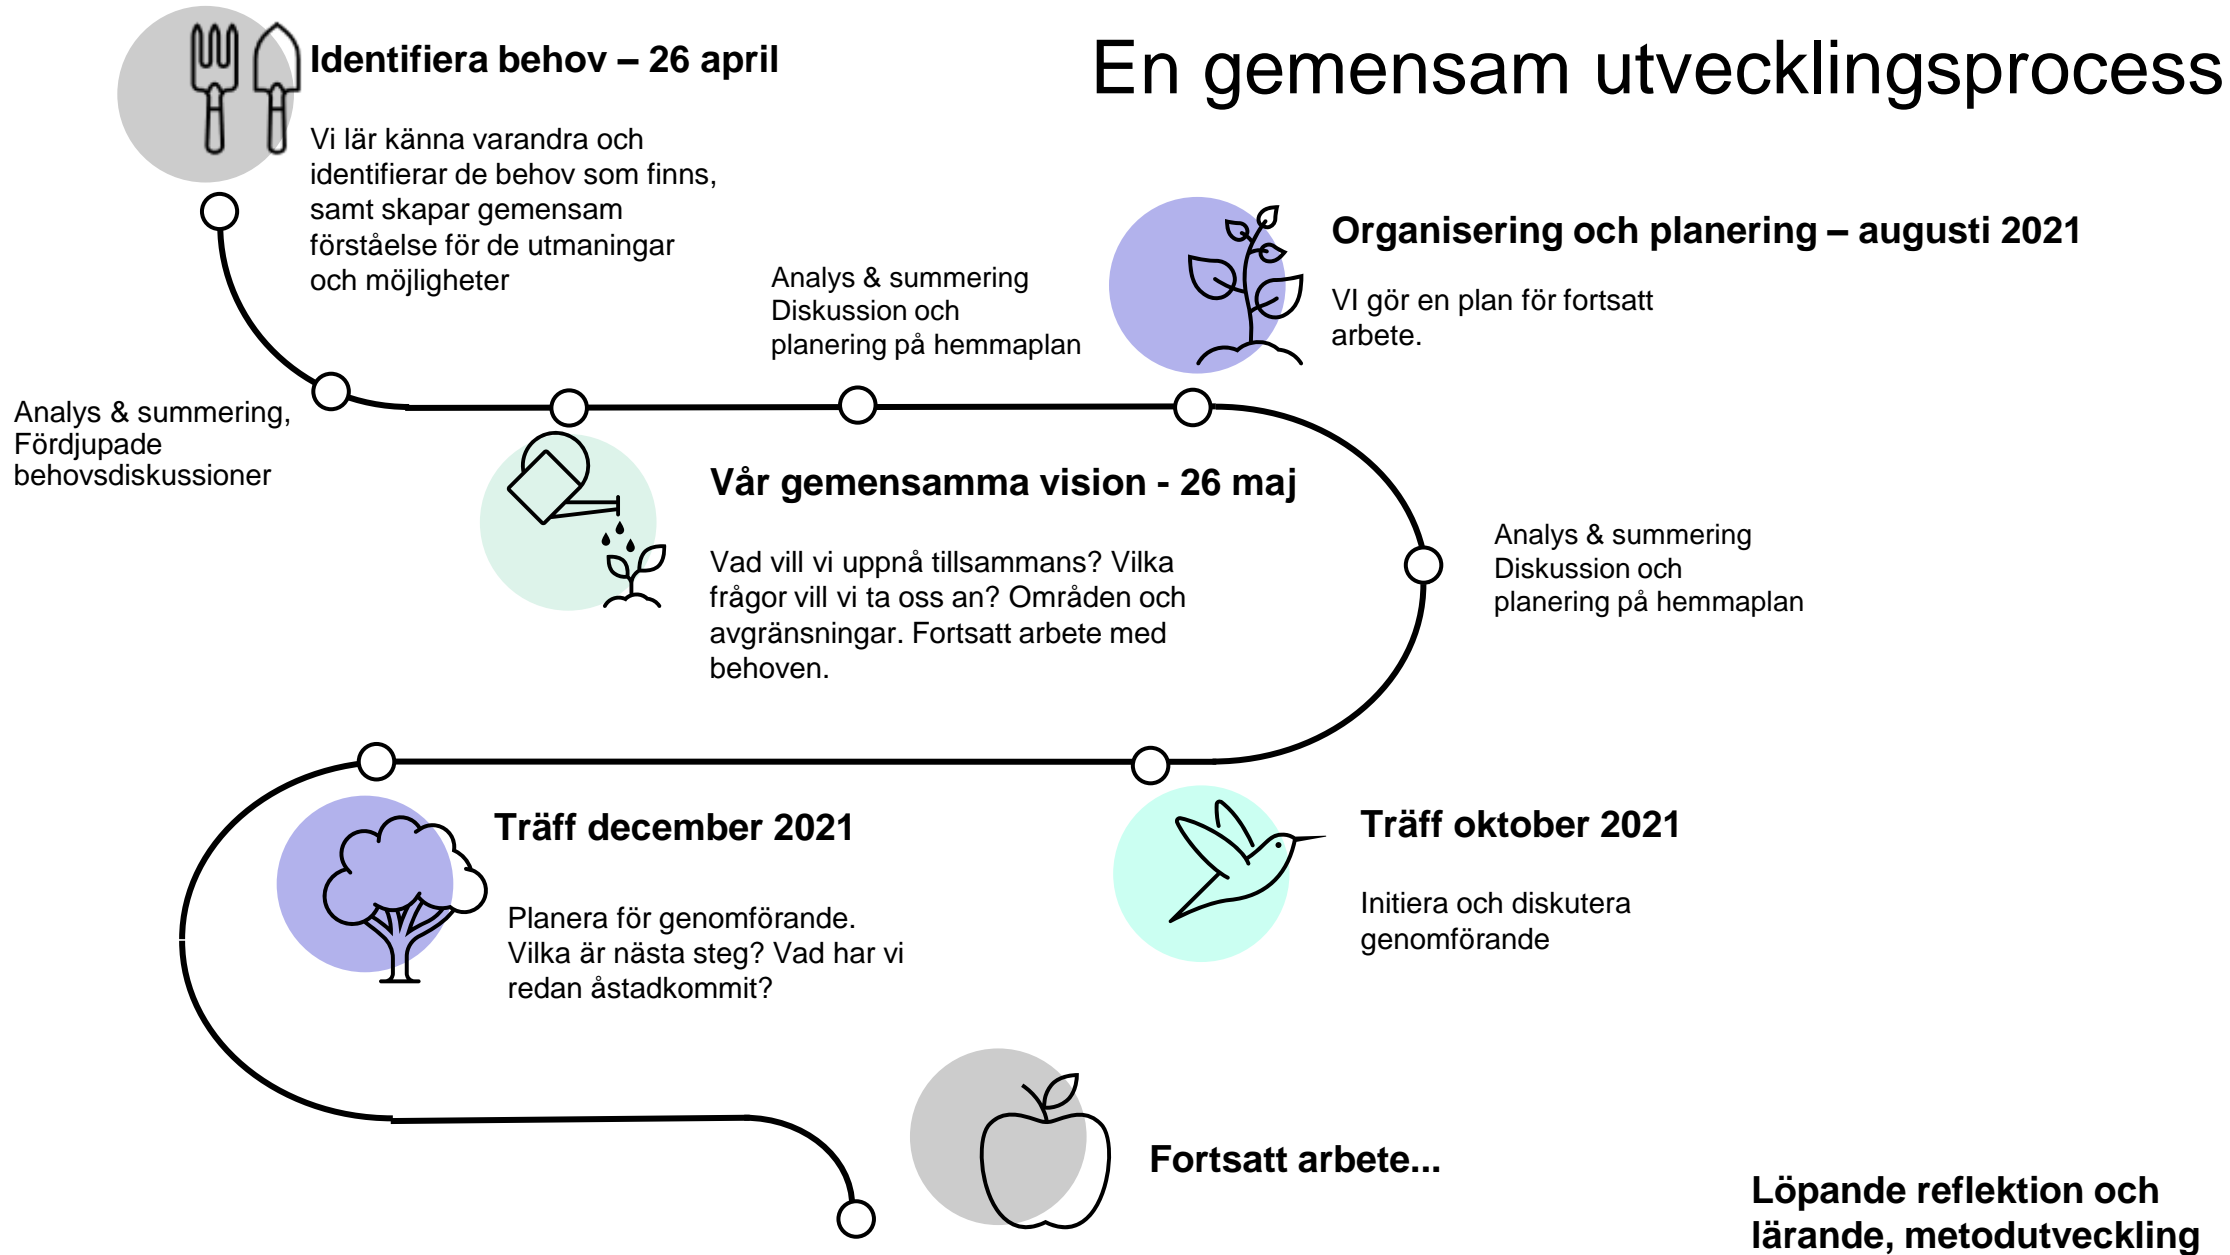 En gemensam utvecklingsprocess
Identifiera behov – 26 april
Vi lär känna varandra och
identifierar de behov som finns,
samt skapar gemensam
förståelse för de utmaningar
och möjligheter
Analys & summering,
Fördjupade
behovsdiskussioner
Vår gemensamma vision - 26 maj
Vad vill vi uppnå tillsammans? Vilka
frågor vill vi ta oss an? Områden och
avgränsningar. Fortsatt arbete med
behoven.
Analys & summering
Diskussion och
planering på hemmaplan
Organisering och planering – augusti 2021
VI gör en plan för fortsatt
arbete.
Analys & summering
Diskussion och
planering på hemmaplan
Träff oktober 2021
Initiera och diskutera
genomförande
Träff december 2021
Planera för genomförande.
Vilka är nästa steg? Vad har vi
redan åstadkommit?
Fortsatt arbete...
Löpande reflektion och
lärande, metodutveckling